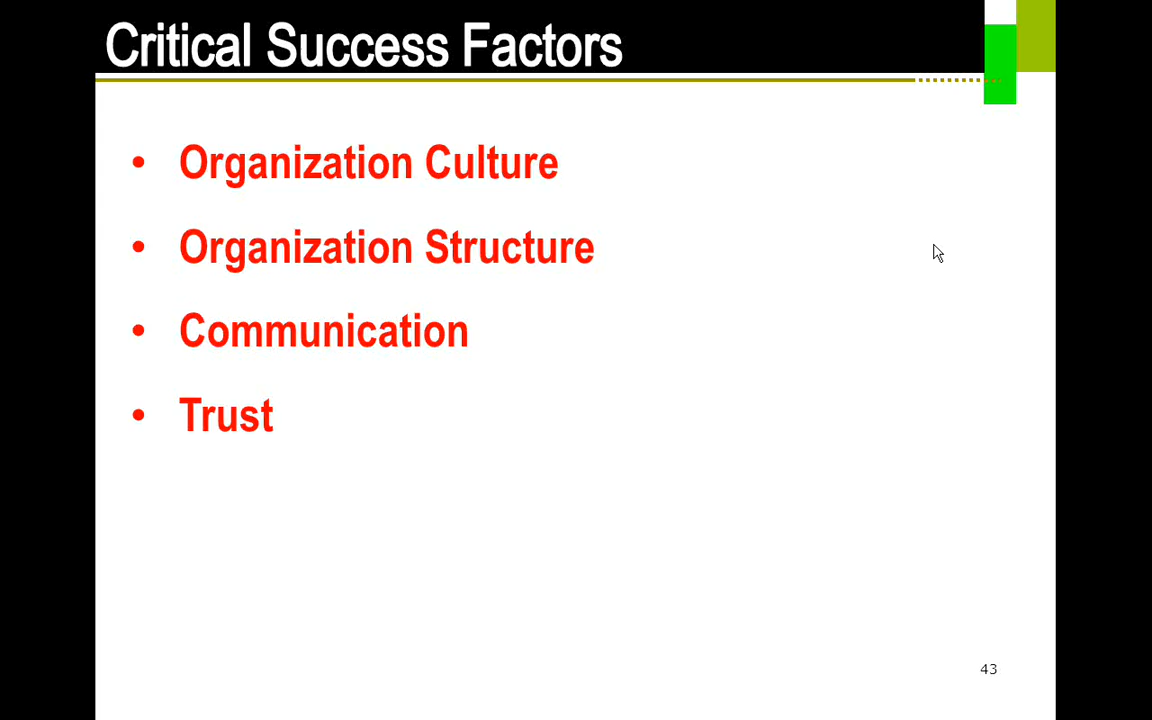 Critical Success Factors
• Organization Culture
• Organization Structure
• Communication
• Trust
43